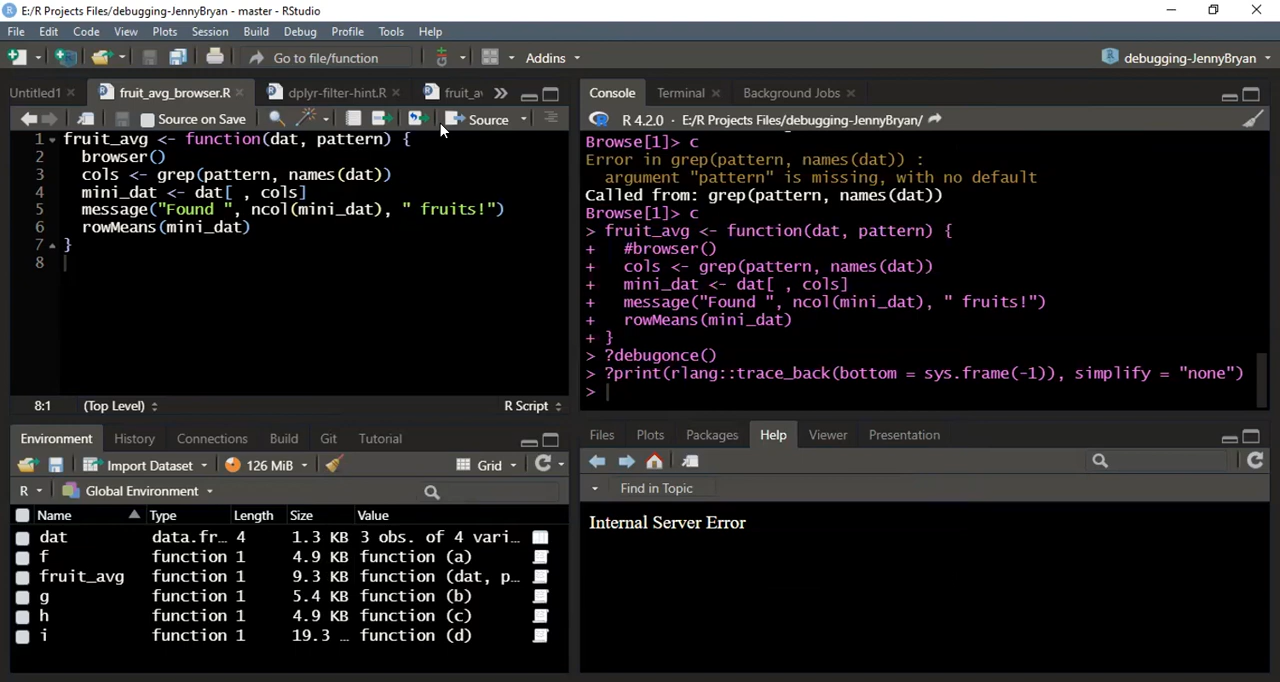 E:/R Projects Files/debugging-JennyBryan - master - RStudio
File Edit Code View Plots Session Build Debug Profile Tools Help
Go to file/function Addins debugging-JennyBryan
Untitled1 fruit_avg_browser.R dplyr-filter-hint.R fruit_a
Source on Save Source
1 fruit_avg <- function(dat, pattern) {
2 browser()
3 cols <- grep(pattern, names(dat))
4 mini_dat <- dat[ , cols]
5 message("Found ", ncol(mini_dat), " fruits!")
6 rowMeans(mini_dat)
7 }
8
8:1 (Top Level) R Script
Console Terminal Background Jobs
R 4.2.0 · E:/R Projects Files/debugging-JennyBryan/
Browse[1]> c
Error in grep(pattern, names(dat)) :
argument "pattern" is missing, with no default
Called from: grep(pattern, names(dat))
Browse[1]> c
> fruit_avg <- function(dat, pattern) {
+ #browser()
+ cols <- grep(pattern, names(dat))
+ mini_dat <- dat[ , cols]
+ message("Found ", ncol(mini_dat), " fruits!")
+ rowMeans(mini_dat)
+ }
> ?debugonce()
> ?print(rlang::trace_back(bottom = sys.frame(-1)), simplify = "none")
>
Environment History Connections Build Git Tutorial
Import Dataset 126 MiB Grid
R Global Environment
Name Type Length Size Value
dat data.fr… 4 1.3 KB 3 obs. of 4 vari…
f function 1 4.9 KB function (a)
fruit_avg function 1 9.3 KB function (dat, p…
g function 1 5.4 KB function (b)
h function 1 4.9 KB function (c)
i function 1 19.3 … function (d)
Files Plots Packages Help Viewer Presentation
Find in Topic
Internal Server Error